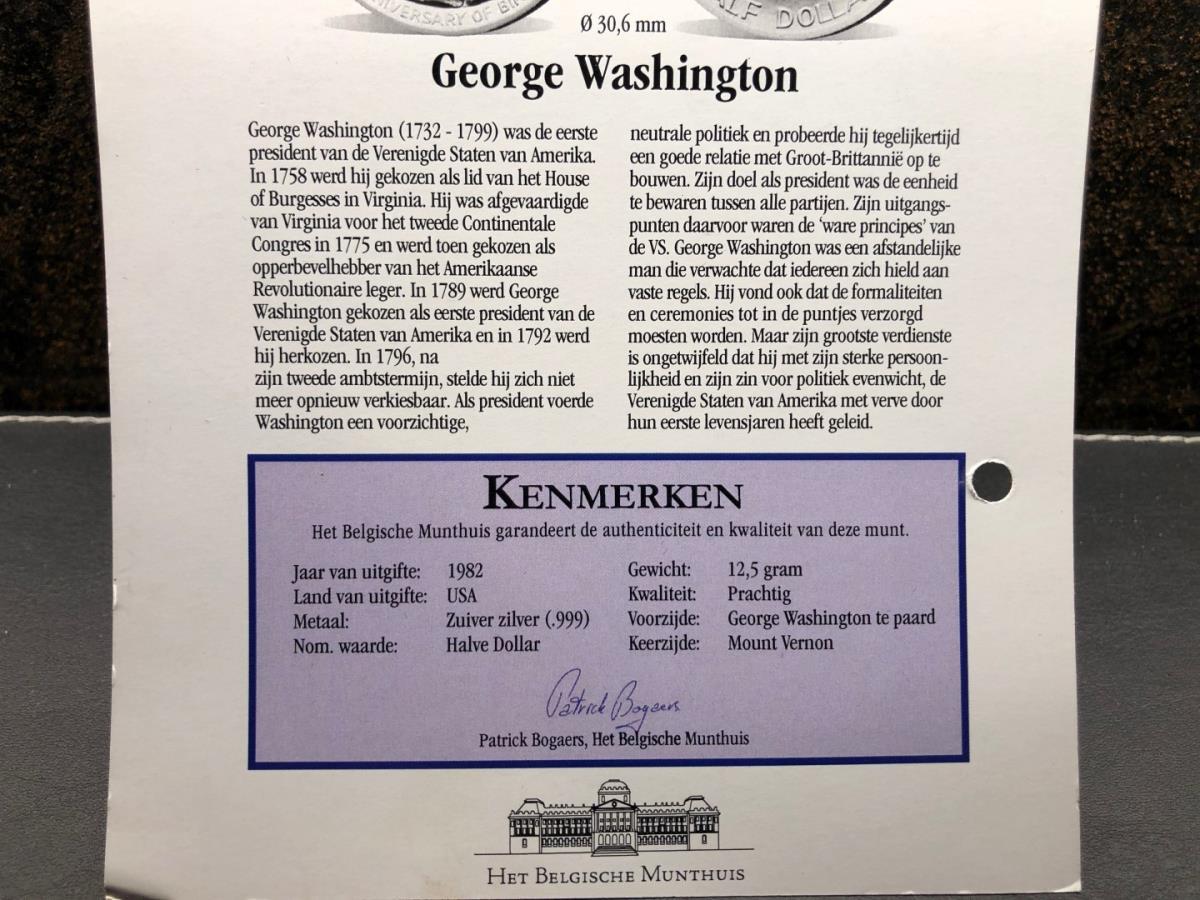 VERSARY OF BIR
LF DOLLA
Ø 30,6 mm
George Washington
George Washington (1732 - 1799) was de eerste
president van de Verenigde Staten van Amerika.
In 1758 werd hij gekozen als lid van het House
of Burgesses in Virginia. Hij was afgevaardigde
van Virginia voor het tweede Continentale
Congres in 1775 en werd toen gekozen als
opperbevelhebber van het Amerikaanse
Revolutionaire leger. In 1789 werd George
Washington gekozen als eerste president van de
Verenigde Staten van Amerika en in 1792 werd
hij herkozen. In 1796, na
zijn tweede ambtstermijn, stelde hij zich niet
meer opnieuw verkiesbaar. Als president voerde
Washington een voorzichtige,
neutrale politiek en probeerde hij tegelijkertijd
een goede relatie met Groot-Brittannië op te
bouwen. Zijn doel als president was de eenheid
te bewaren tussen alle partijen. Zijn uitgangs-
punten daarvoor waren de ‘ware principes’ van
de VS. George Washington was een afstandelijke
man die verwachte dat iedereen zich hield aan
vaste regels. Hij vond ook dat de formaliteiten
en ceremonies tot in de puntjes verzorgd
moesten worden. Maar zijn grootste verdienste
is ongetwijfeld dat hij met zijn sterke persoon-
lijkheid en zijn zin voor politiek evenwicht, de
Verenigde Staten van Amerika met verve door
hun eerste levensjaren heeft geleid.
KENMERKEN
Het Belgische Munthuis garandeert de authenticiteit en kwaliteit van deze munt.
Jaar van uitgifte: 1982
Land van uitgifte: USA
Metaal: Zuiver zilver (.999)
Nom. waarde: Halve Dollar
Gewicht: 12,5 gram
Kwaliteit: Prachtig
Voorzijde: George Washington te paard
Keerzijde: Mount Vernon
Patrick Bogaers
Patrick Bogaers, Het Belgische Munthuis
HET BELGISCHE MUNTHUIS